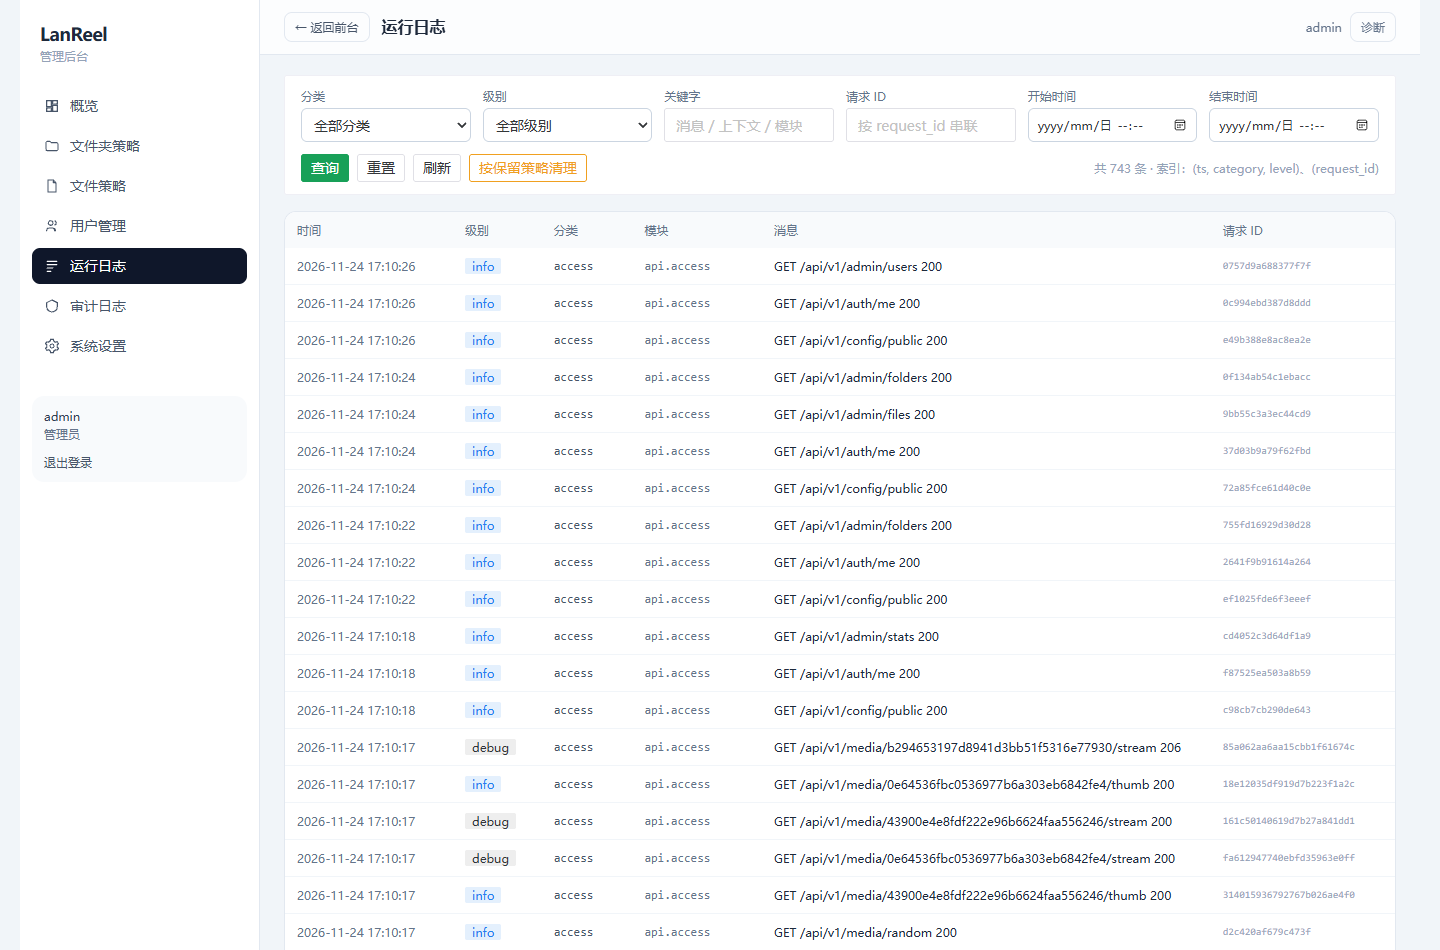 LanReel
管理后台
概览
文件夹策略
文件策略
用户管理
运行日志
审计日志
系统设置
admin
管理员
退出登录
← 返回前台 运行日志 admin 诊断
分类 级别 关键字 请求 ID 开始时间 结束时间
全部分类 全部级别 消息 / 上下文 / 模块 按 request_id 串联 yyyy/mm/日 --:-- yyyy/mm/日 --:--
查询 重置 刷新 按保留策略清理 共 743 条 · 索引：(ts, category, level)、(request_id)
时间 级别 分类 模块 消息 请求 ID
2026-11-24 17:10:26 info access api.access GET /api/v1/admin/users 200 0757d9a688377f7f
2026-11-24 17:10:26 info access api.access GET /api/v1/auth/me 200 0c994ebd387d8ddd
2026-11-24 17:10:26 info access api.access GET /api/v1/config/public 200 e49b388e8ac8ea2e
2026-11-24 17:10:24 info access api.access GET /api/v1/admin/folders 200 0f134ab54c1ebacc
2026-11-24 17:10:24 info access api.access GET /api/v1/admin/files 200 9bb55c3a3ec44cd9
2026-11-24 17:10:24 info access api.access GET /api/v1/auth/me 200 37d03b9a79f62fbd
2026-11-24 17:10:24 info access api.access GET /api/v1/config/public 200 72a85fce61d40c0e
2026-11-24 17:10:22 info access api.access GET /api/v1/admin/folders 200 755fd16929d30d28
2026-11-24 17:10:22 info access api.access GET /api/v1/auth/me 200 2641f9b91614a264
2026-11-24 17:10:22 info access api.access GET /api/v1/config/public 200 ef1025fde6f3eeef
2026-11-24 17:10:18 info access api.access GET /api/v1/admin/stats 200 cd4052c3d64df1a9
2026-11-24 17:10:18 info access api.access GET /api/v1/auth/me 200 f87525ea503a8b59
2026-11-24 17:10:18 info access api.access GET /api/v1/config/public 200 c98cb7cb290de643
2026-11-24 17:10:17 debug access api.access GET /api/v1/media/b294653197d8941d3bb51f5316e77930/stream 206 85a062aa6aa15cbb1f61674c
2026-11-24 17:10:17 info access api.access GET /api/v1/media/0e64536fbc0536977b6a303eb6842fe4/thumb 200 18e12035df919d7b223f1a2c
2026-11-24 17:10:17 debug access api.access GET /api/v1/media/43900e4e8fdf222e96b6624faa556246/stream 200 161c50140619d7b27a841dd1
2026-11-24 17:10:17 debug access api.access GET /api/v1/media/0e64536fbc0536977b6a303eb6842fe4/stream 200 fa612947740ebfd35963e0ff
2026-11-24 17:10:17 info access api.access GET /api/v1/media/43900e4e8fdf222e96b6624faa556246/thumb 200 314015936792767b026ae4f0
2026-11-24 17:10:17 info access api.access GET /api/v1/media/random 200 d2c420af679c473f